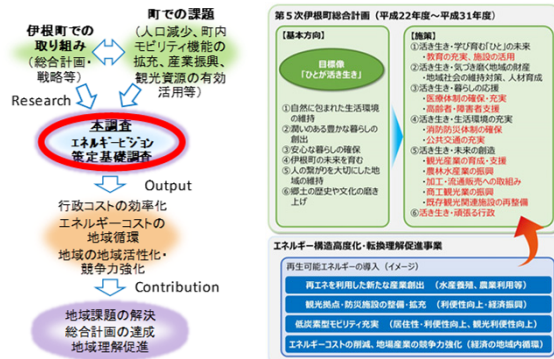 伊根町での
取り組み
(総合計画・
戦略等)
町での課題
(人口減少、町内
モビリティ機能の
拡充、産業振興、
観光資源の有効
活用等)
Research
本調査
エネルギービジョン
策定基礎調査
Output
行政コストの効率化
エネルギーコストの
地域循環
地域の地域活性化・
競争力強化
Contribution
地域課題の解決
総合計画の達成
地域理解促進
第5次伊根町総合計画(平成22年度～平成31年度)
【基本方向】
目標像
「ひとが活き生き」
①自然に包まれた生活環境
の維持
②潤いのある豊かな暮らしの
創出
③安心な暮らしの確保
④伊根町の未来を育む
⑤人の繋がりを大切にした地
域の維持
⑥郷土の歴史や文化の磨き
上げ
【施策】
①活き生き・学び育む「ひと」の未来
・教育の充実、施設の活用
②活き生き・気づき磨く地域の財産
・地域社会の維持対策、人材育成
③活き生き・暮らしの応援
・医療体制の確保・充実
・高齢者・障害者支援
④活き生き・生活環境の充実
・消防防災体制の確保
・公共交通の充実
⑤活き生き・未来の創造
・観光産業の育成・支援
・農林水産業の振興
・加工・流通販売への取組み
・商工観光業の振興
・既存観光関連施設の再整備
⑥活き生き・頑張る行政
エネルギー構造高度化・転換理解促進事業
再生可能エネルギーの導入(イメージ)
再エネを利用した新たな産業創出(水産養殖、農業利用等)
観光拠点・防災施設の整備・拡充(利便性向上・経済振興)
低炭素型モビリティ充実(居住性・利便性向上、観光利便性向上)
エネルギーコストの削減、地場産業の競争力強化(経済の地域内循環)